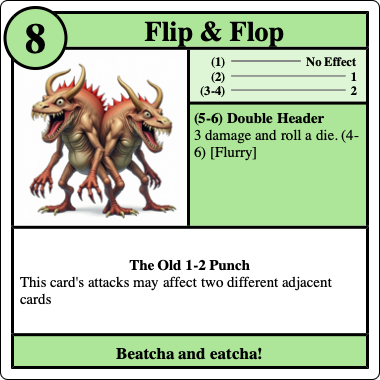 8
Flip & Flop
(1) No Effect
(2) 1
(3-4) 2
(5-6) Double Header
3 damage and roll a die. (4-
6) [Flurry]
The Old 1-2 Punch
This card's attacks may affect two different adjacent
cards
Beatcha and eatcha!